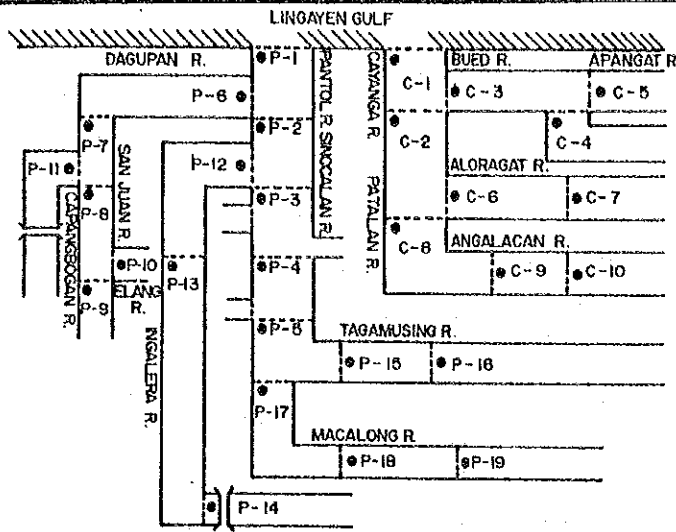 LINGAYEN GULF
DAGUPAN R.
P-1
PANTOL R. SINOCALAN R.
CAYANGA R. PATALAN R.
C-1
BUED R.
APANGAT R
C-3
C-5
P-6
P-2
C-2
C-4
P-7
SAN JUAN R.
P-11
P-12
ALORAGAT R.
P-8
P-3
C-6
C-7
CAPANGBOGAN R.
C-8
ANGALACAN R.
P-10
P-13
P-4
C-9
C-10
P-9
ELANG
R.
INGALERA R.
P-5
TAGAMUSING R.
P-15
P-16
P-17
MACALONG R
P-18
P-19
P-14